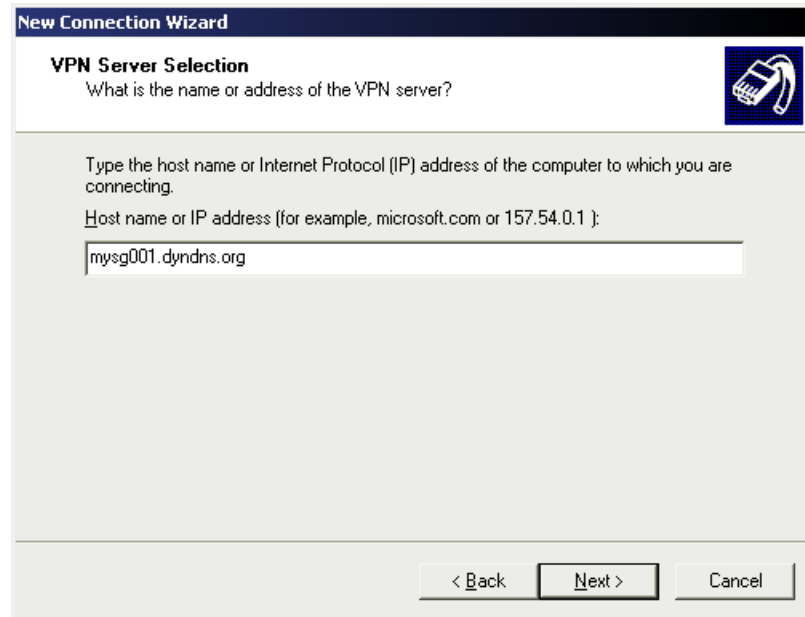 New Connection Wizard
VPN Server Selection
What is the name or address of the VPN server?
Type the host name or Internet Protocol (IP) address of the computer to which you are
connecting.
Host name or IP address (for example, microsoft.com or 157.54.0.1 ):
mysg001.dyndns.org
< Back Next > Cancel